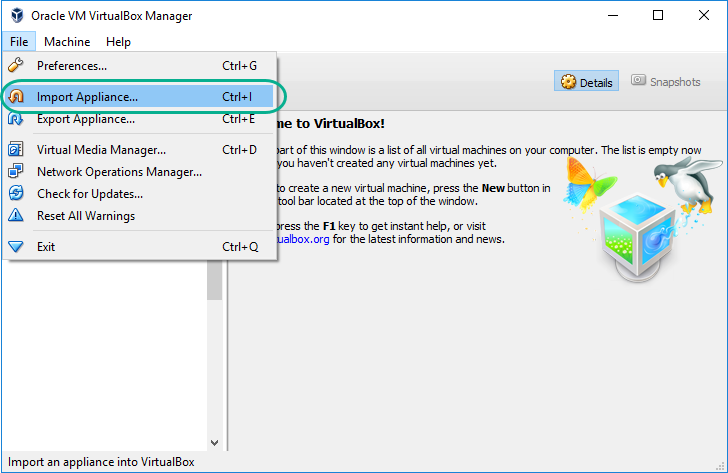 Oracle VM VirtualBox Manager
File Machine Help
Preferences... Ctrl+G
Import Appliance... Ctrl+I
Export Appliance... Ctrl+E
Virtual Media Manager... Ctrl+D
Network Operations Manager...
Check for Updates...
Reset All Warnings
Exit Ctrl+Q
Details Snapshots
me to VirtualBox!
part of this window is a list of all virtual machines on your computer. The list is empty now
you haven't created any virtual machines yet.
to create a new virtual machine, press the New button in
tool bar located at the top of the window.
press the F1 key to get instant help, or visit
tualbox.org for the latest information and news.
Import an appliance into VirtualBox